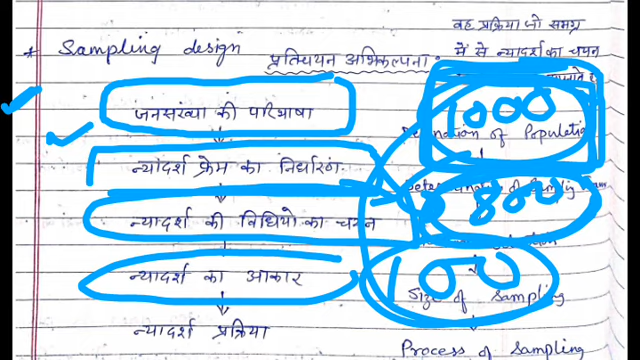 वह प्रक्रिया जो समग्र
* Sampling design प्रतिचयन अभिकल्पना: में से न्यादर्श का चयन
जनसंख्या की परिभाषा 1000
of Population
न्यादर्श फ्रेम का निर्धारण
न्यादर्श की विधियो का चयन 800
न्यादर्श का आकार 100
Size of Sampling
न्यादर्श प्रक्रिया
Process of Sampling